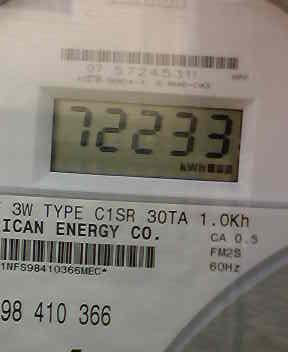 07 57245311
72233
kWh
3W TYPE C1SR 30TA 1.0Kh
ICAN ENERGY CO.
CA 0.5
FM2S
60Hz
1NFS98410366MEC*
98 410 366